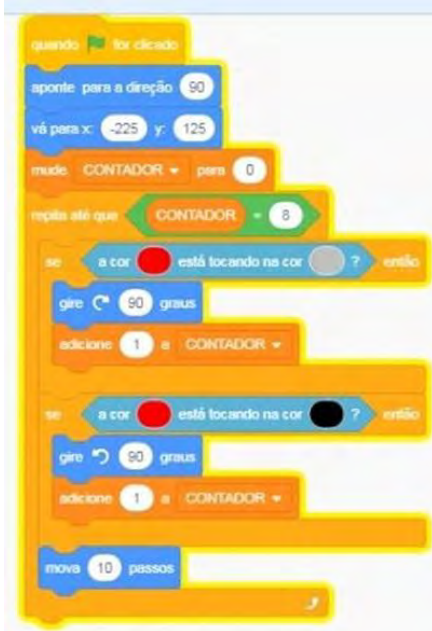 quando for clicado
aponte para a direção 90
vá para x: -225 y: 125
mude CONTADOR para 0
repita até que CONTADOR = 8
se a cor está tocando na cor ? então
gire 90 graus
adicione 1 a CONTADOR
se a cor está tocando na cor ? então
gire 90 graus
adicione 1 a CONTADOR
mova 10 passos